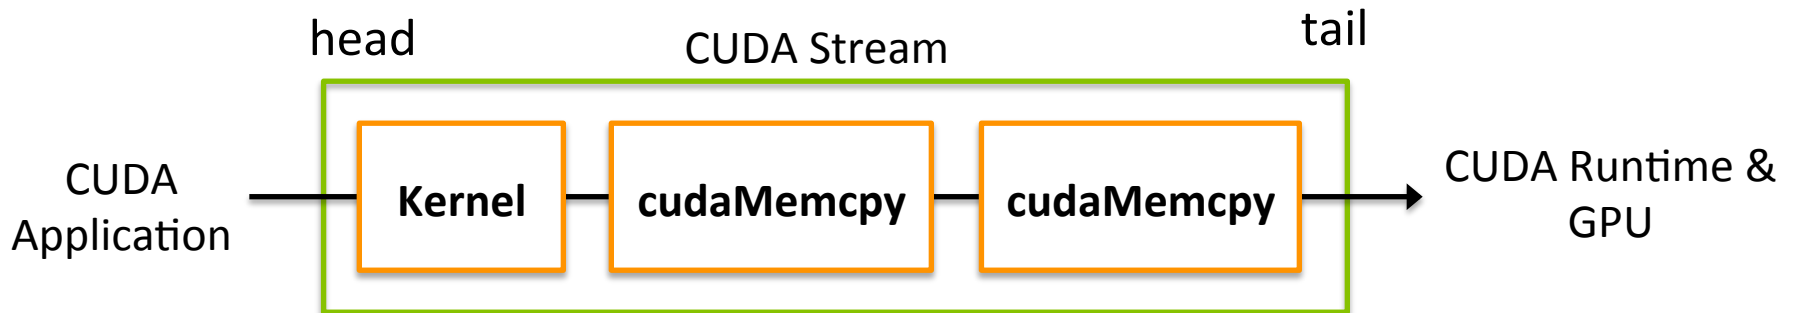 head
CUDA Stream
tail
CUDA
Application
Kernel
cudaMemcpy
cudaMemcpy
CUDA Runtime &
GPU